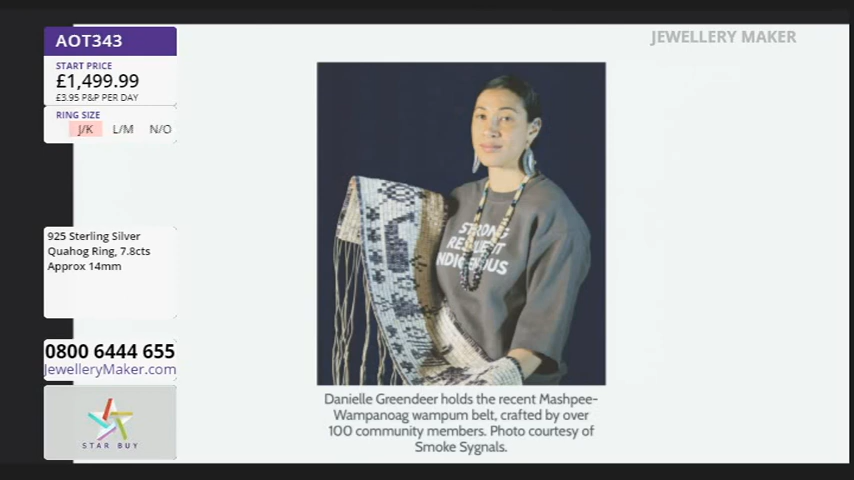 AOT343
START PRICE
£1,499.99
£3.95 P&P PER DAY
RING SIZE
J/K L/M N/O
925 Sterling Silver
Quahog Ring, 7.8cts
Approx 14mm
0800 6444 655
JewelleryMaker.com
STAR BUY
JEWELLERY MAKER
STRONG
RESILIENT
INDIGENOUS
Danielle Greendeer holds the recent Mashpee-
Wampanoag wampum belt, crafted by over
100 community members. Photo courtesy of
Smoke Sygnals.